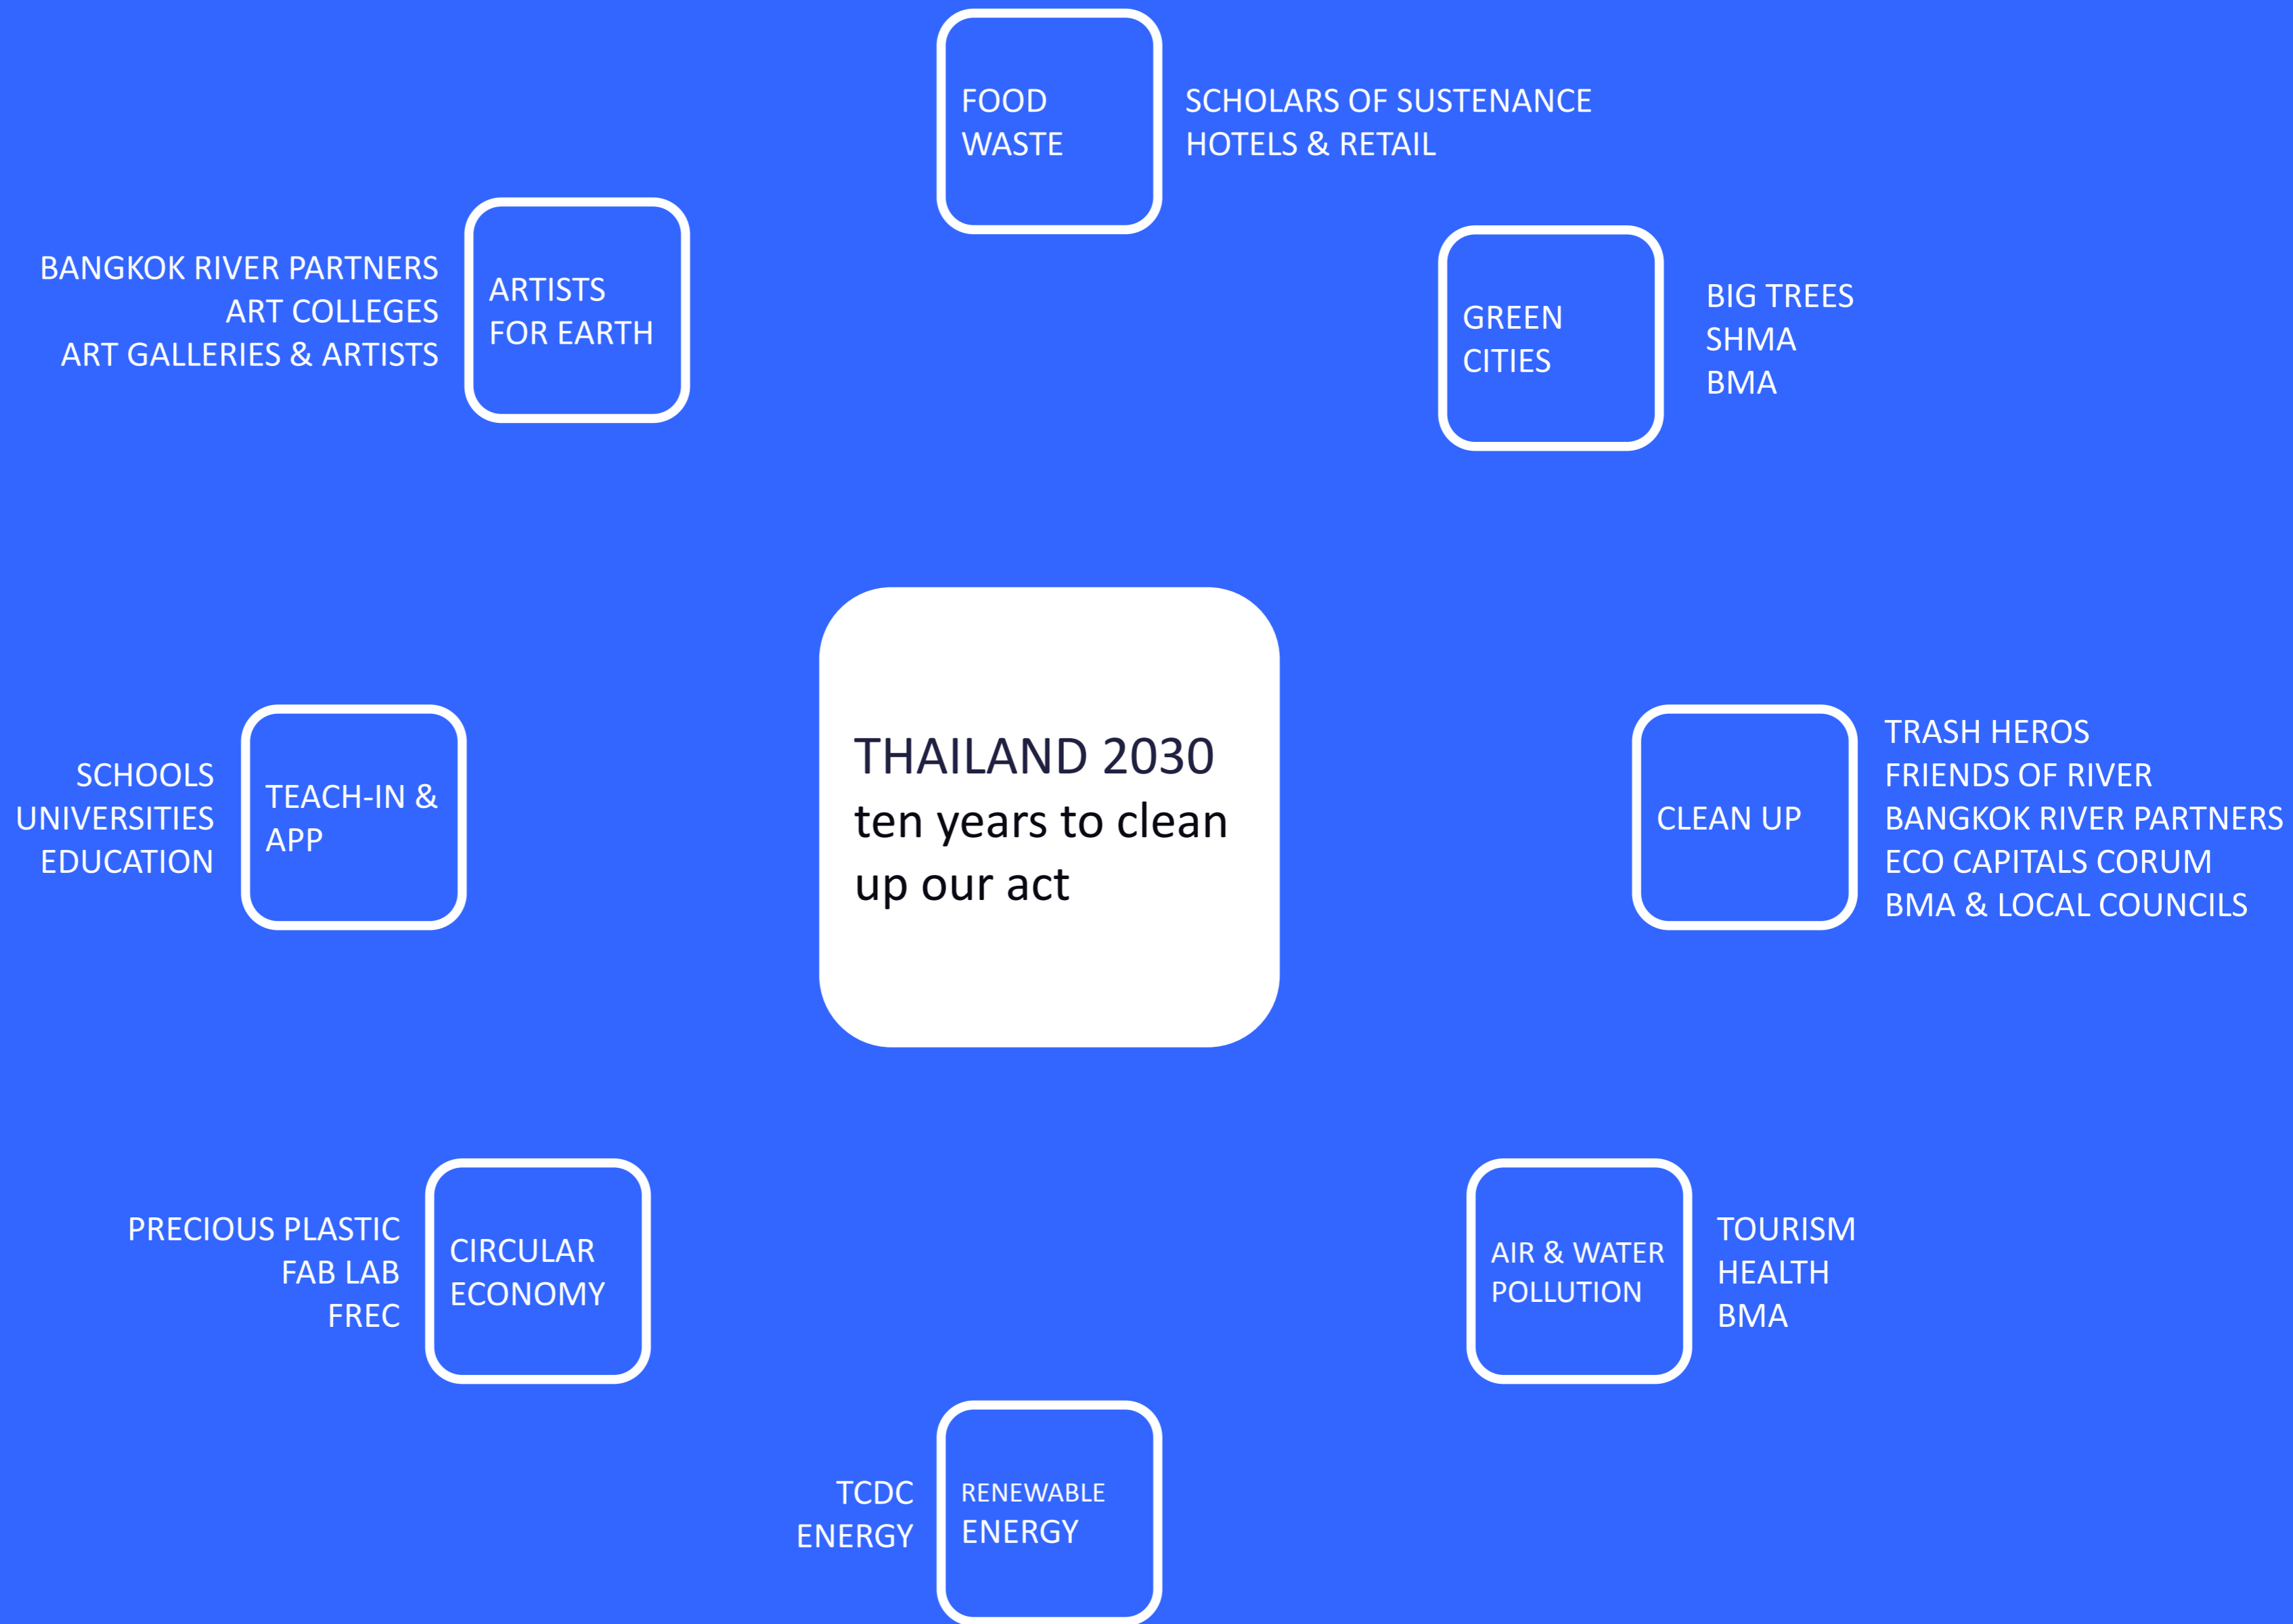 FOOD
WASTE
SCHOLARS OF SUSTENANCE
HOTELS & RETAIL
BANGKOK RIVER PARTNERS
ART COLLEGES
ART GALLERIES & ARTISTS
ARTISTS
FOR EARTH
GREEN
CITIES
BIG TREES
SHMA
BMA
SCHOOLS
UNIVERSITIES
EDUCATION
TEACH-IN &
APP
THAILAND 2030
ten years to clean
up our act
CLEAN UP
TRASH HEROS
FRIENDS OF RIVER
BANGKOK RIVER PARTNERS
ECO CAPITALS CORUM
BMA & LOCAL COUNCILS
PRECIOUS PLASTIC
FAB LAB
FREC
CIRCULAR
ECONOMY
AIR & WATER
POLLUTION
TOURISM
HEALTH
BMA
TCDC
ENERGY
RENEWABLE
ENERGY